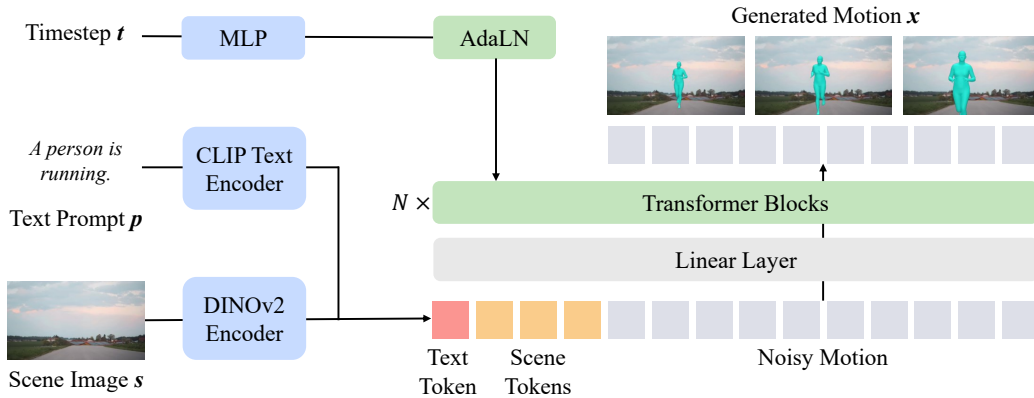 Timestep t
MLP
AdaLN
Generated Motion x
A person is
running.
CLIP Text
Encoder
Text Prompt p
N ×
Transformer Blocks
Linear Layer
DINOv2
Encoder
Scene Image s
Text
Token
Scene
Tokens
Noisy Motion